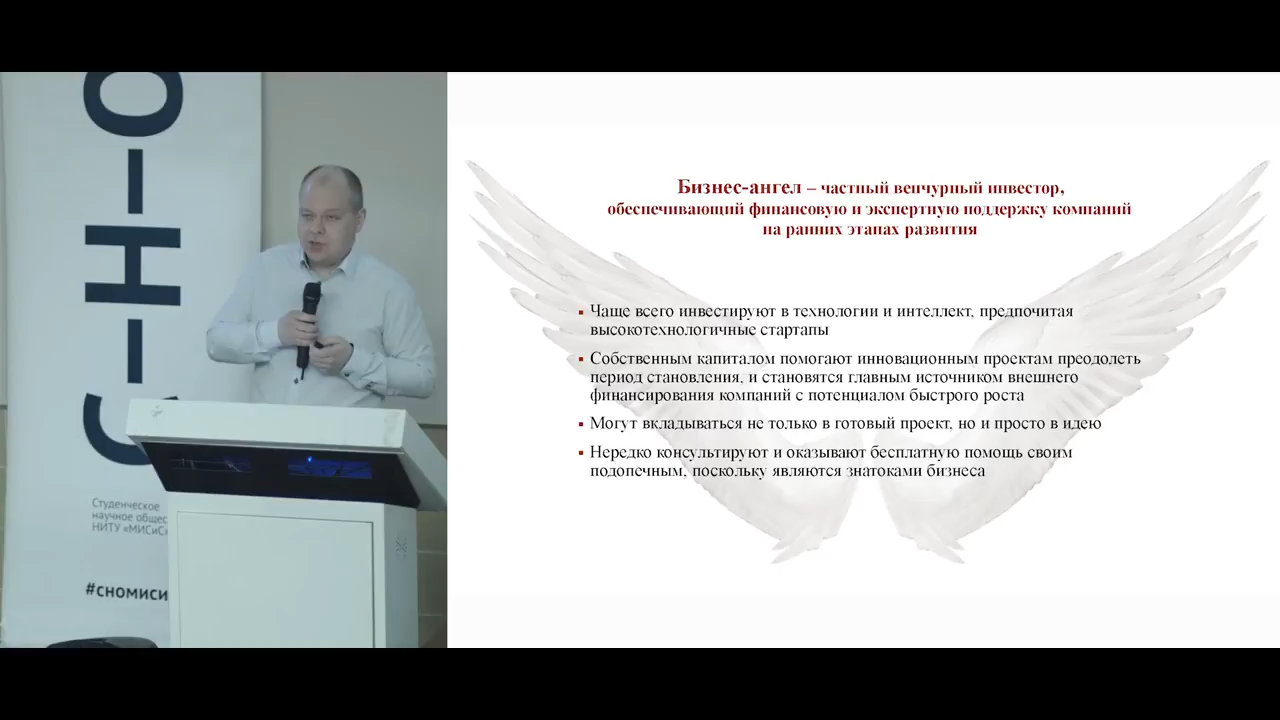 С-Н-О
Студенческое
научное
НИТУ «МИСиС»
Бизнес-ангел – частный венчурный инвестор,
обеспечивающий финансовую и экспертную поддержку компаний
на ранних этапах развития
▪ Чаще всего инвестируют в технологии и интеллект, предпочитая
высокотехнологичные стартапы
▪ Собственным капиталом помогают инновационным проектам преодолеть
период становления, и становятся главным источником внешнего
финансирования компаний с потенциалом быстрого роста
▪ Могут вкладываться не только в готовый проект, но и просто в идею
▪ Нередко консультируют и оказывают бесплатную помощь своим
подопечным, поскольку являются знатоками бизнеса